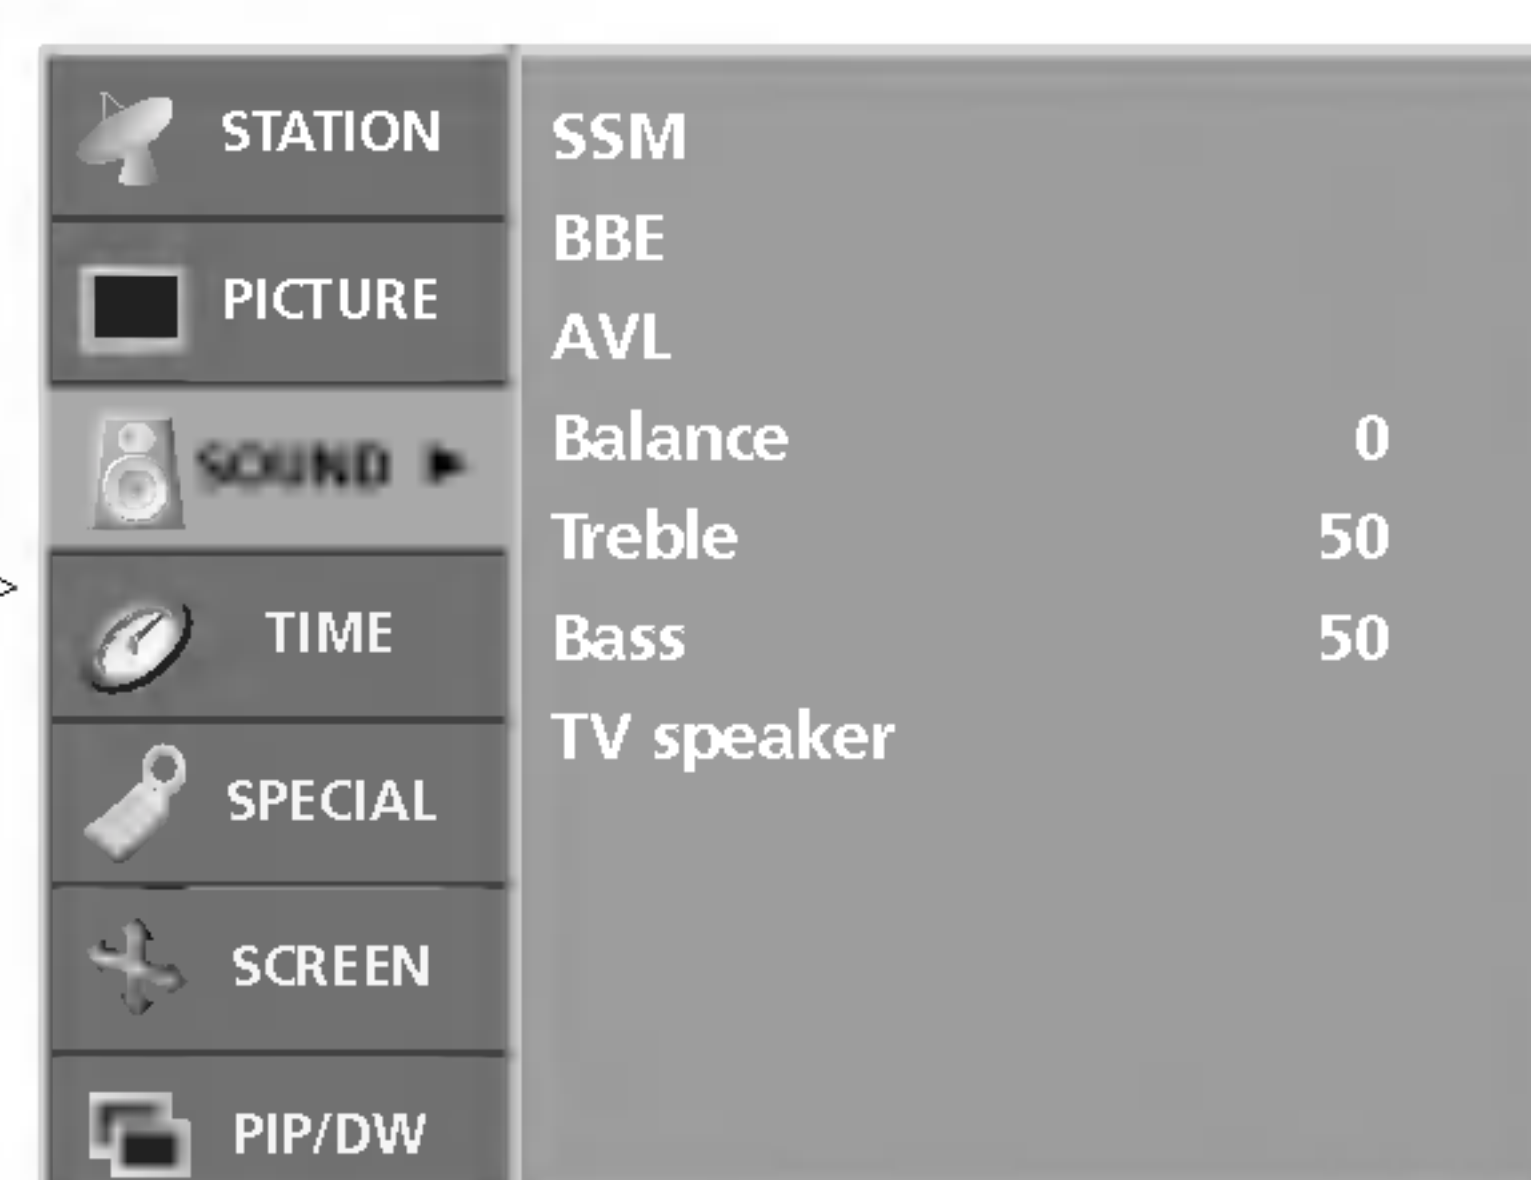 STATION
PICTURE
SOUND ►
TIME
SPECIAL
SCREEN
PIP/DW
SSM
BBE
AVL
Balance 0
Treble 50
Bass 50
TV speaker